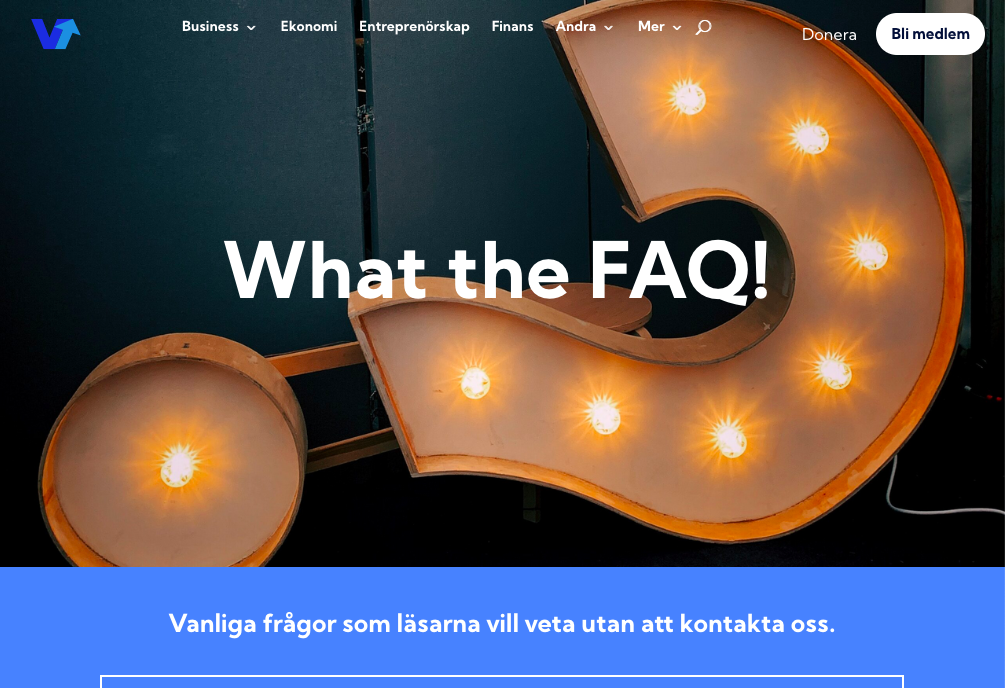 Business
Ekonomi
Entreprenörskap
Finans
Andra
Mer
Donera
Bli medlem
What the FAQ!
Vanliga frågor som läsarna vill veta utan att kontakta oss.